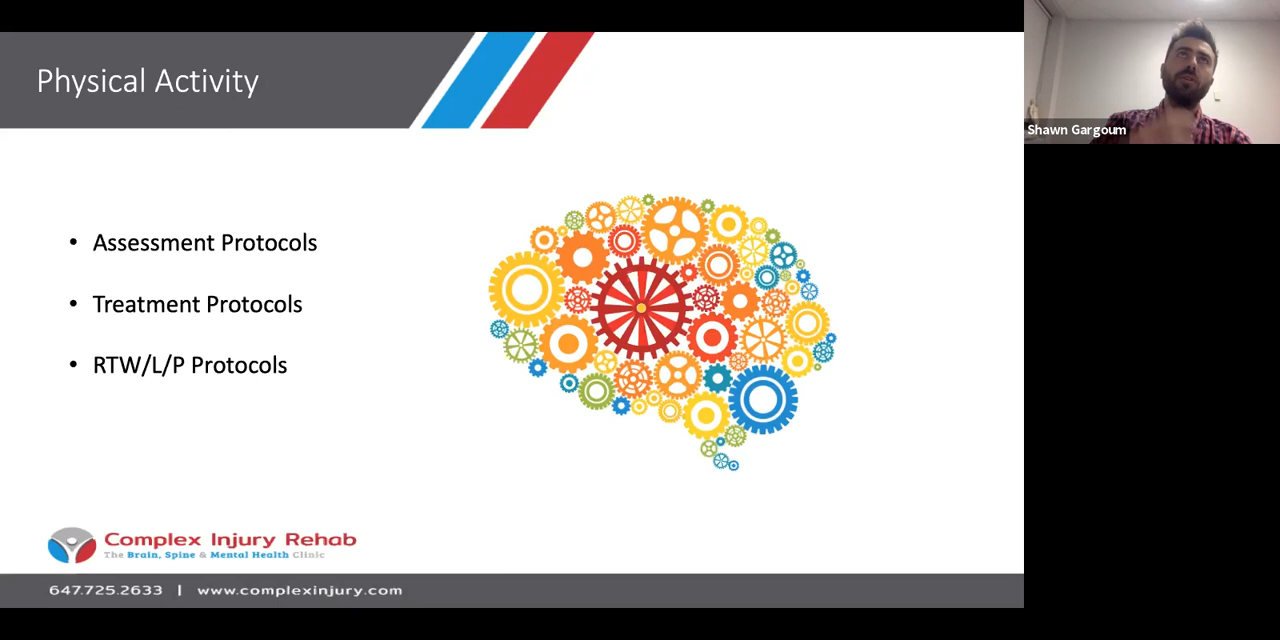 Physical Activity
Shawn Gargoum
• Assessment Protocols
• Treatment Protocols
• RTW/L/P Protocols
Complex Injury Rehab
The Brain, Spine & Mental Health Clinic
647.725.2633 | www.complexinjury.com